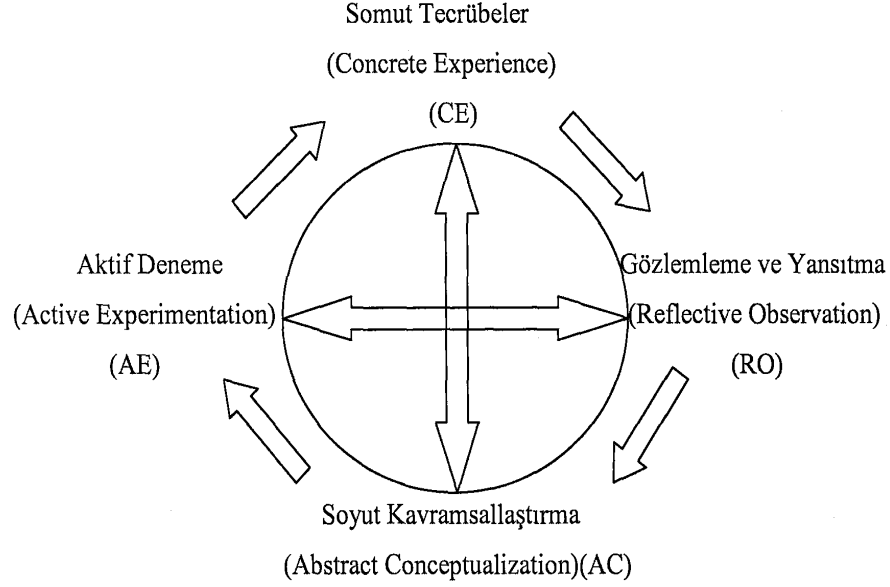 Somut Tecrübeler
(Concrete Experience)
(CE)
Aktif Deneme
(Active Experimentation)
(AE)
Gözlemleme ve Yansıtma
(Reflective Observation)
(RO)
Soyut Kavramsallaştırma
(Abstract Conceptualization)(AC)